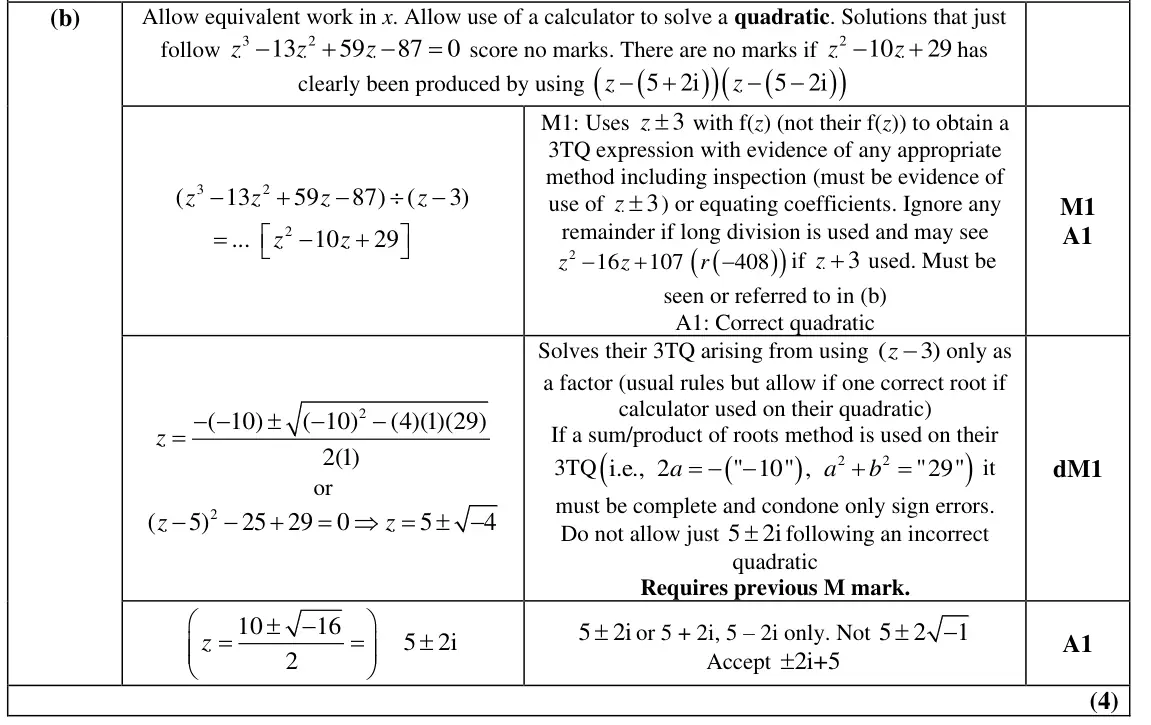 (b)
Allow equivalent work in x. Allow use of a calculator to solve a quadratic. Solutions that just
follow z³ −13z² + 59z − 87 = 0 score no marks. There are no marks if z² −10z + 29 has
clearly been produced by using (z − (5 + 2i))(z − (5 − 2i))
(z³ −13z² + 59z − 87) ÷ (z − 3)
= ... [z² −10z + 29]
M1: Uses z ± 3 with f(z) (not their f(z)) to obtain a
3TQ expression with evidence of any appropriate
method including inspection (must be evidence of
use of z ± 3) or equating coefficients. Ignore any
remainder if long division is used and may see
z² −16z +107 (r(−408)) if z + 3 used. Must be
seen or referred to in (b)
A1: Correct quadratic
M1
A1
z = −(−10) ± √(−10)² − (4)(1)(29)
2(1)
or
(z − 5)² − 25 + 29 = 0 ⇒ z = 5 ± √−4
Solves their 3TQ arising from using (z − 3) only as
a factor (usual rules but allow if one correct root if
calculator used on their quadratic)
If a sum/product of roots method is used on their
3TQ (i.e., 2a = −("−10"), a² + b² = "29") it
must be complete and condone only sign errors.
Do not allow just 5 ± 2i following an incorrect
quadratic
Requires previous M mark.
dM1
(z = 10 ± √−16 / 2 =) 5 ± 2i
5 ± 2i or 5 + 2i, 5 – 2i only. Not 5 ± 2√−1
Accept ±2i+5
A1
(4)